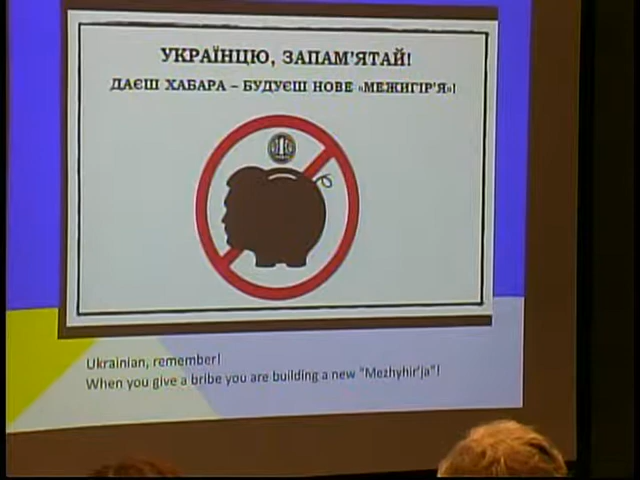 УКРАЇНЦЮ, ЗАПАМ'ЯТАЙ!
ДАЄШ ХАБАРА – БУДУЄШ НОВЕ «МЕЖИГІР'Я»!
Ukrainian, remember!
When you give a bribe you are building a new "Mezhyhir'ja"!